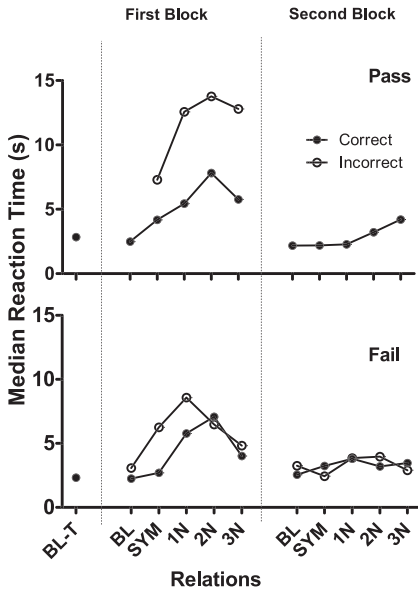 First Block Second Block
15
10
5
0
Pass
Correct
Incorrect
Median Reaction Time (s)
15
10
5
0
Fail
BL-T BL SYM 1N 2N 3N BL SYM 1N 2N 3N
Relations